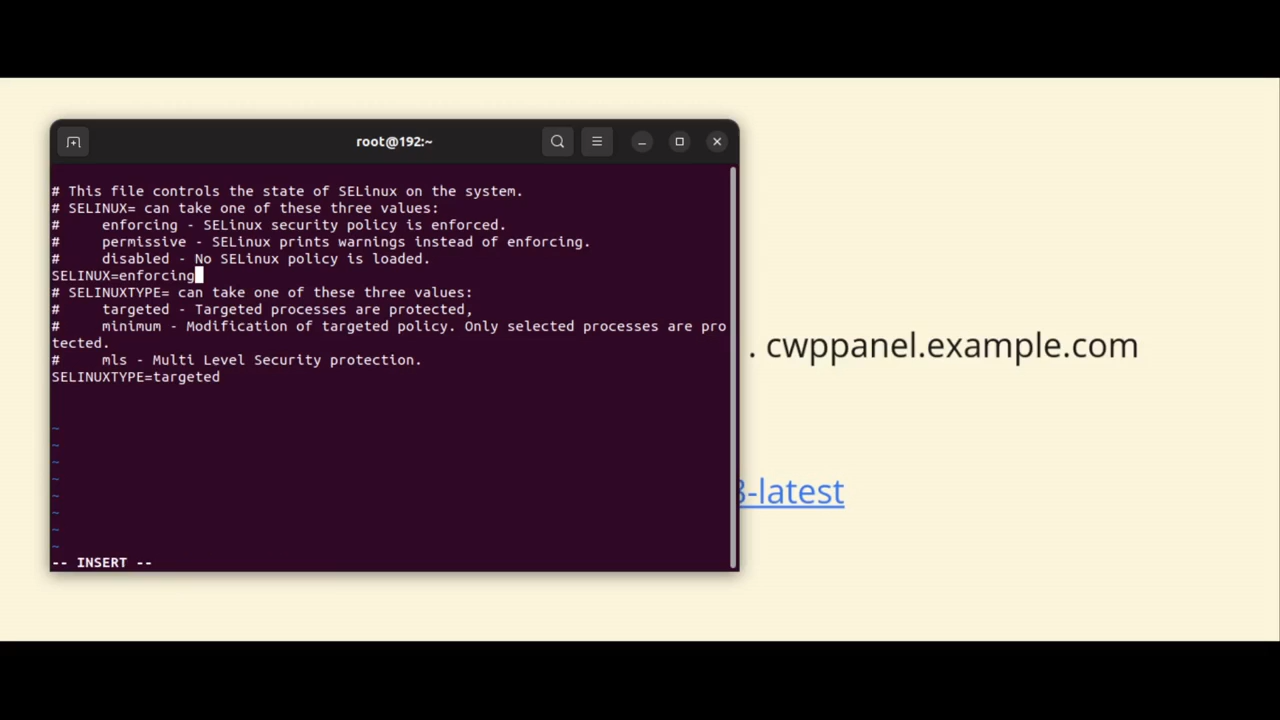 root@192:~
# This file controls the state of SELinux on the system.
# SELINUX= can take one of these three values:
#     enforcing - SELinux security policy is enforced.
#     permissive - SELinux prints warnings instead of enforcing.
#     disabled - No SELinux policy is loaded.
SELINUX=enforcing
# SELINUXTYPE= can take one of these three values:
#     targeted - Targeted processes are protected,
#     minimum - Modification of targeted policy. Only selected processes are pro
tected.
#     mls - Multi Level Security protection.
SELINUXTYPE=targeted
~
~
~
~
~
~
~
~
-- INSERT --
. cwppanel.example.com
-latest